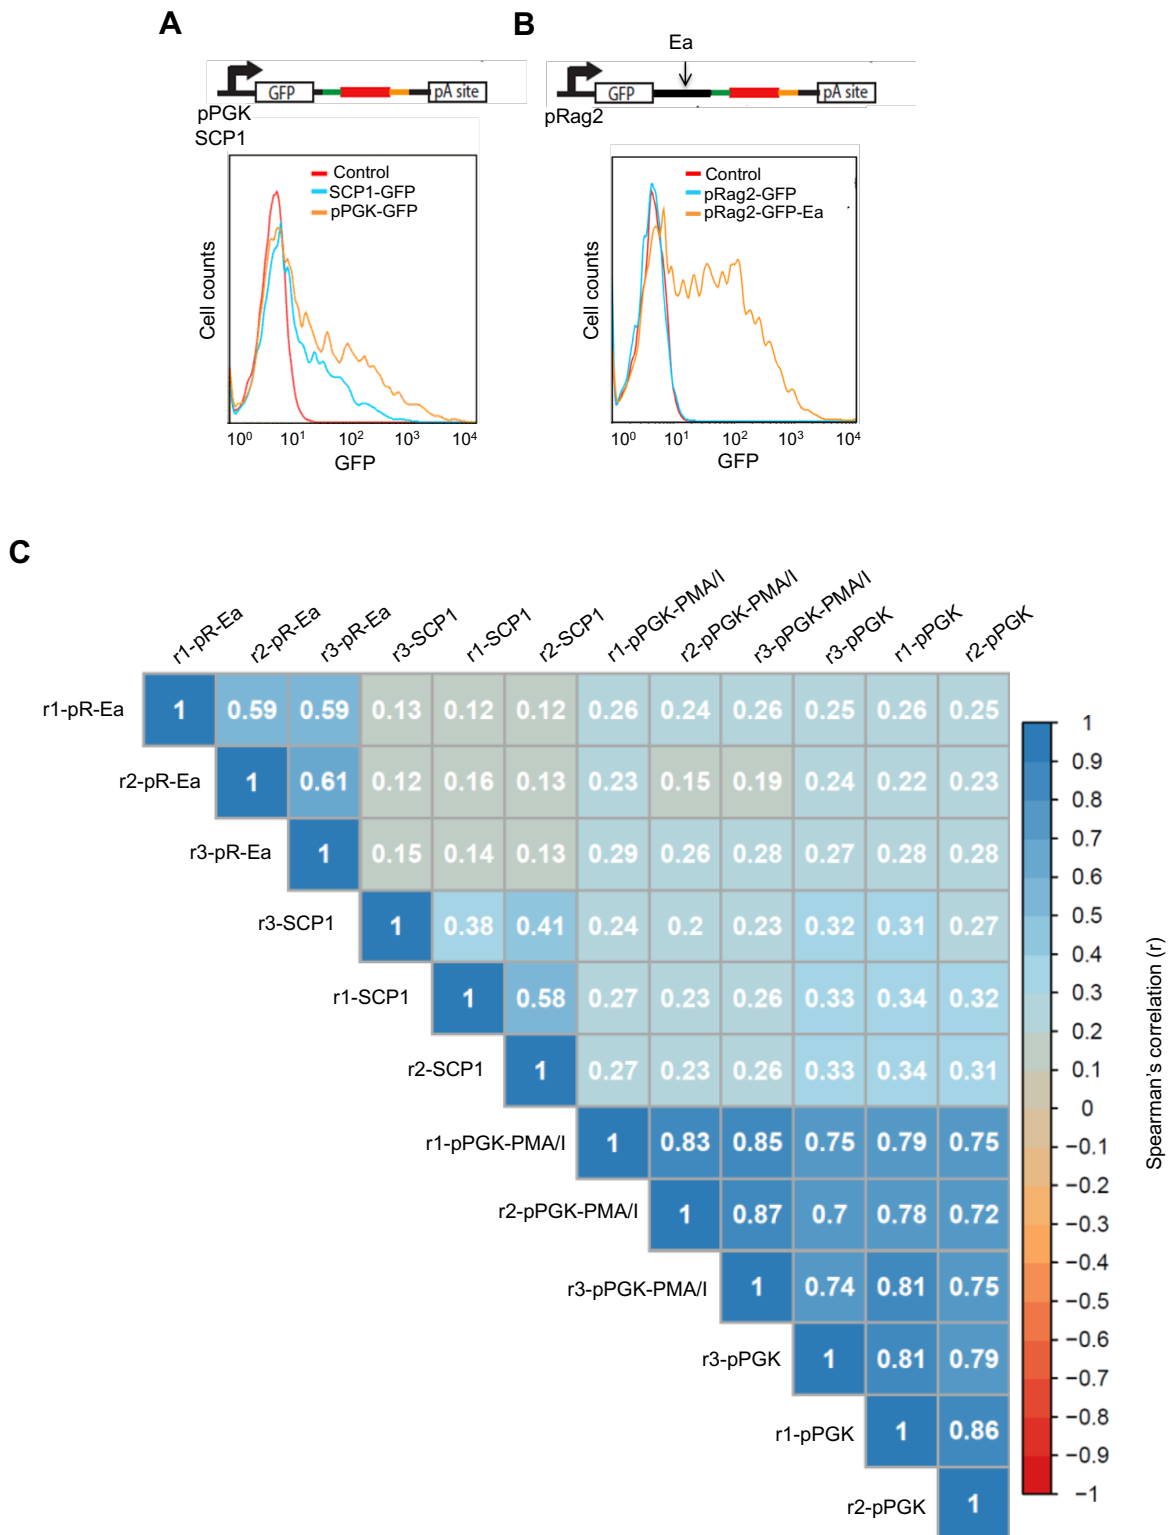 A
B
Ea
GFP
pA site
GFP
pA site
pPGK
SCP1
pRag2
Control
SCP1-GFP
pPGK-GFP
Control
pRag2-GFP
pRag2-GFP-Ea
Cell counts
Cell counts
10⁰ 10¹ 10² 10³ 10⁴
10⁰ 10¹ 10² 10³ 10⁴
GFP
GFP
C
r1-pR-Ea r2-pR-Ea r3-pR-Ea r3-SCP1 r1-SCP1 r2-SCP1 r1-pPGK-PMA/I r2-pPGK-PMA/I r3-pPGK-PMA/I r3-pPGK r1-pPGK r2-pPGK
r1-pR-Ea 1 0.59 0.59 0.13 0.12 0.12 0.26 0.24 0.26 0.25 0.26 0.25
r2-pR-Ea 1 0.61 0.12 0.16 0.13 0.23 0.15 0.19 0.24 0.22 0.23
r3-pR-Ea 1 0.15 0.14 0.13 0.29 0.26 0.28 0.27 0.28 0.28
r3-SCP1 1 0.38 0.41 0.24 0.2 0.23 0.32 0.31 0.27
r1-SCP1 1 0.58 0.27 0.23 0.26 0.33 0.34 0.32
r2-SCP1 1 0.27 0.23 0.26 0.33 0.34 0.31
r1-pPGK-PMA/I 1 0.83 0.85 0.75 0.79 0.75
r2-pPGK-PMA/I 1 0.87 0.7 0.78 0.72
r3-pPGK-PMA/I 1 0.74 0.81 0.75
r3-pPGK 1 0.81 0.79
r1-pPGK 1 0.86
r2-pPGK 1
1
0.9
0.8
0.7
0.6
0.5
0.4
0.3
0.2
0.1
0
−0.1
−0.2
−0.3
−0.4
−0.5
−0.6
−0.7
−0.8
−0.9
−1
Spearman's correlation (r)